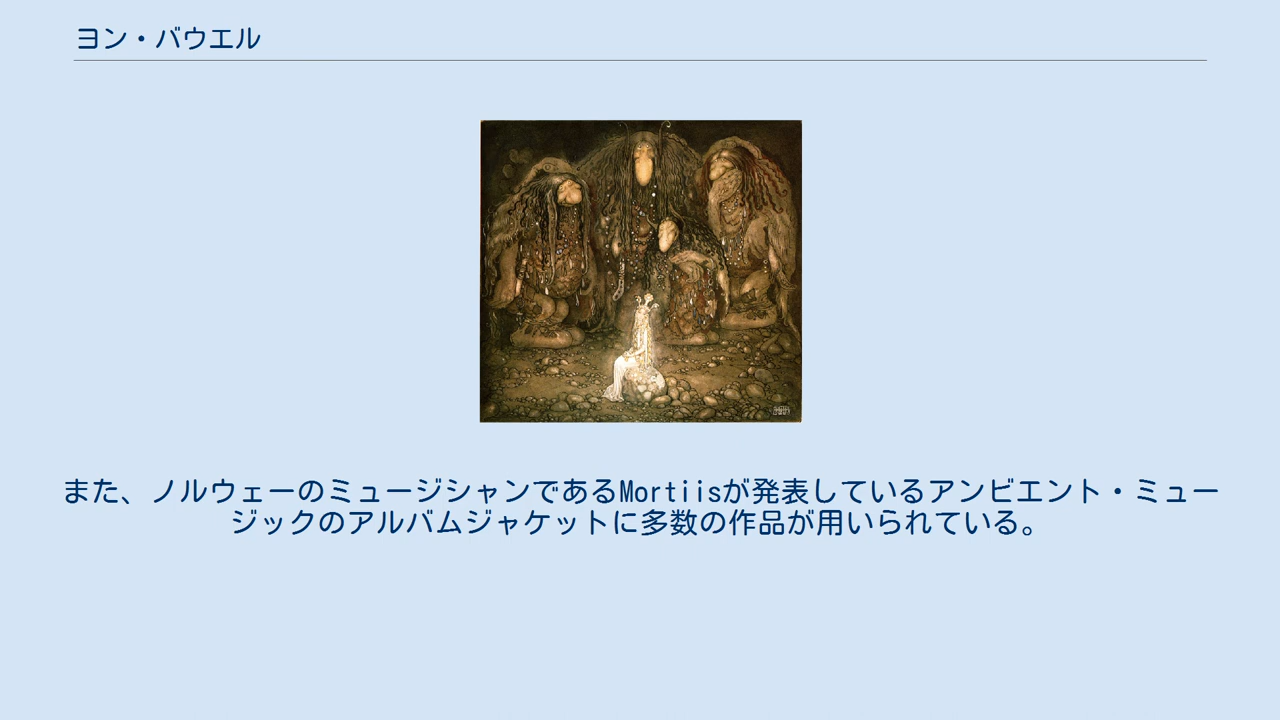 ヨン・バウエル
また、ノルウェーのミュージシャンであるMortiisが発表しているアンビエント・ミュー
ジックのアルバムジャケットに多数の作品が用いられている。